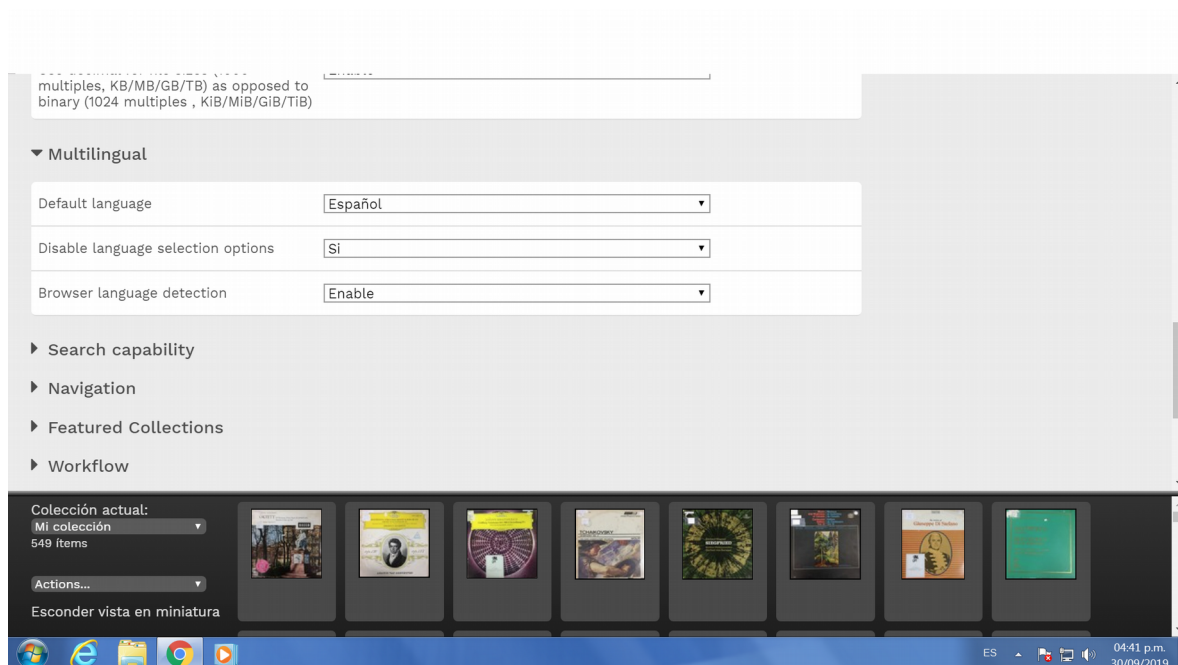 multiples, KB/MB/GB/TB) as opposed to
binary (1024 multiples , KiB/MiB/GiB/TiB)
Multilingual
Default language
Español
Disable language selection options
Si
Browser language detection
Enable
Search capability
Navigation
Featured Collections
Workflow
Colección actual:
Mi colección
549 ítems
Actions...
Esconder vista en miniatura
TCHAIKOVSKY
ES
04:41 p.m.
30/09/2019